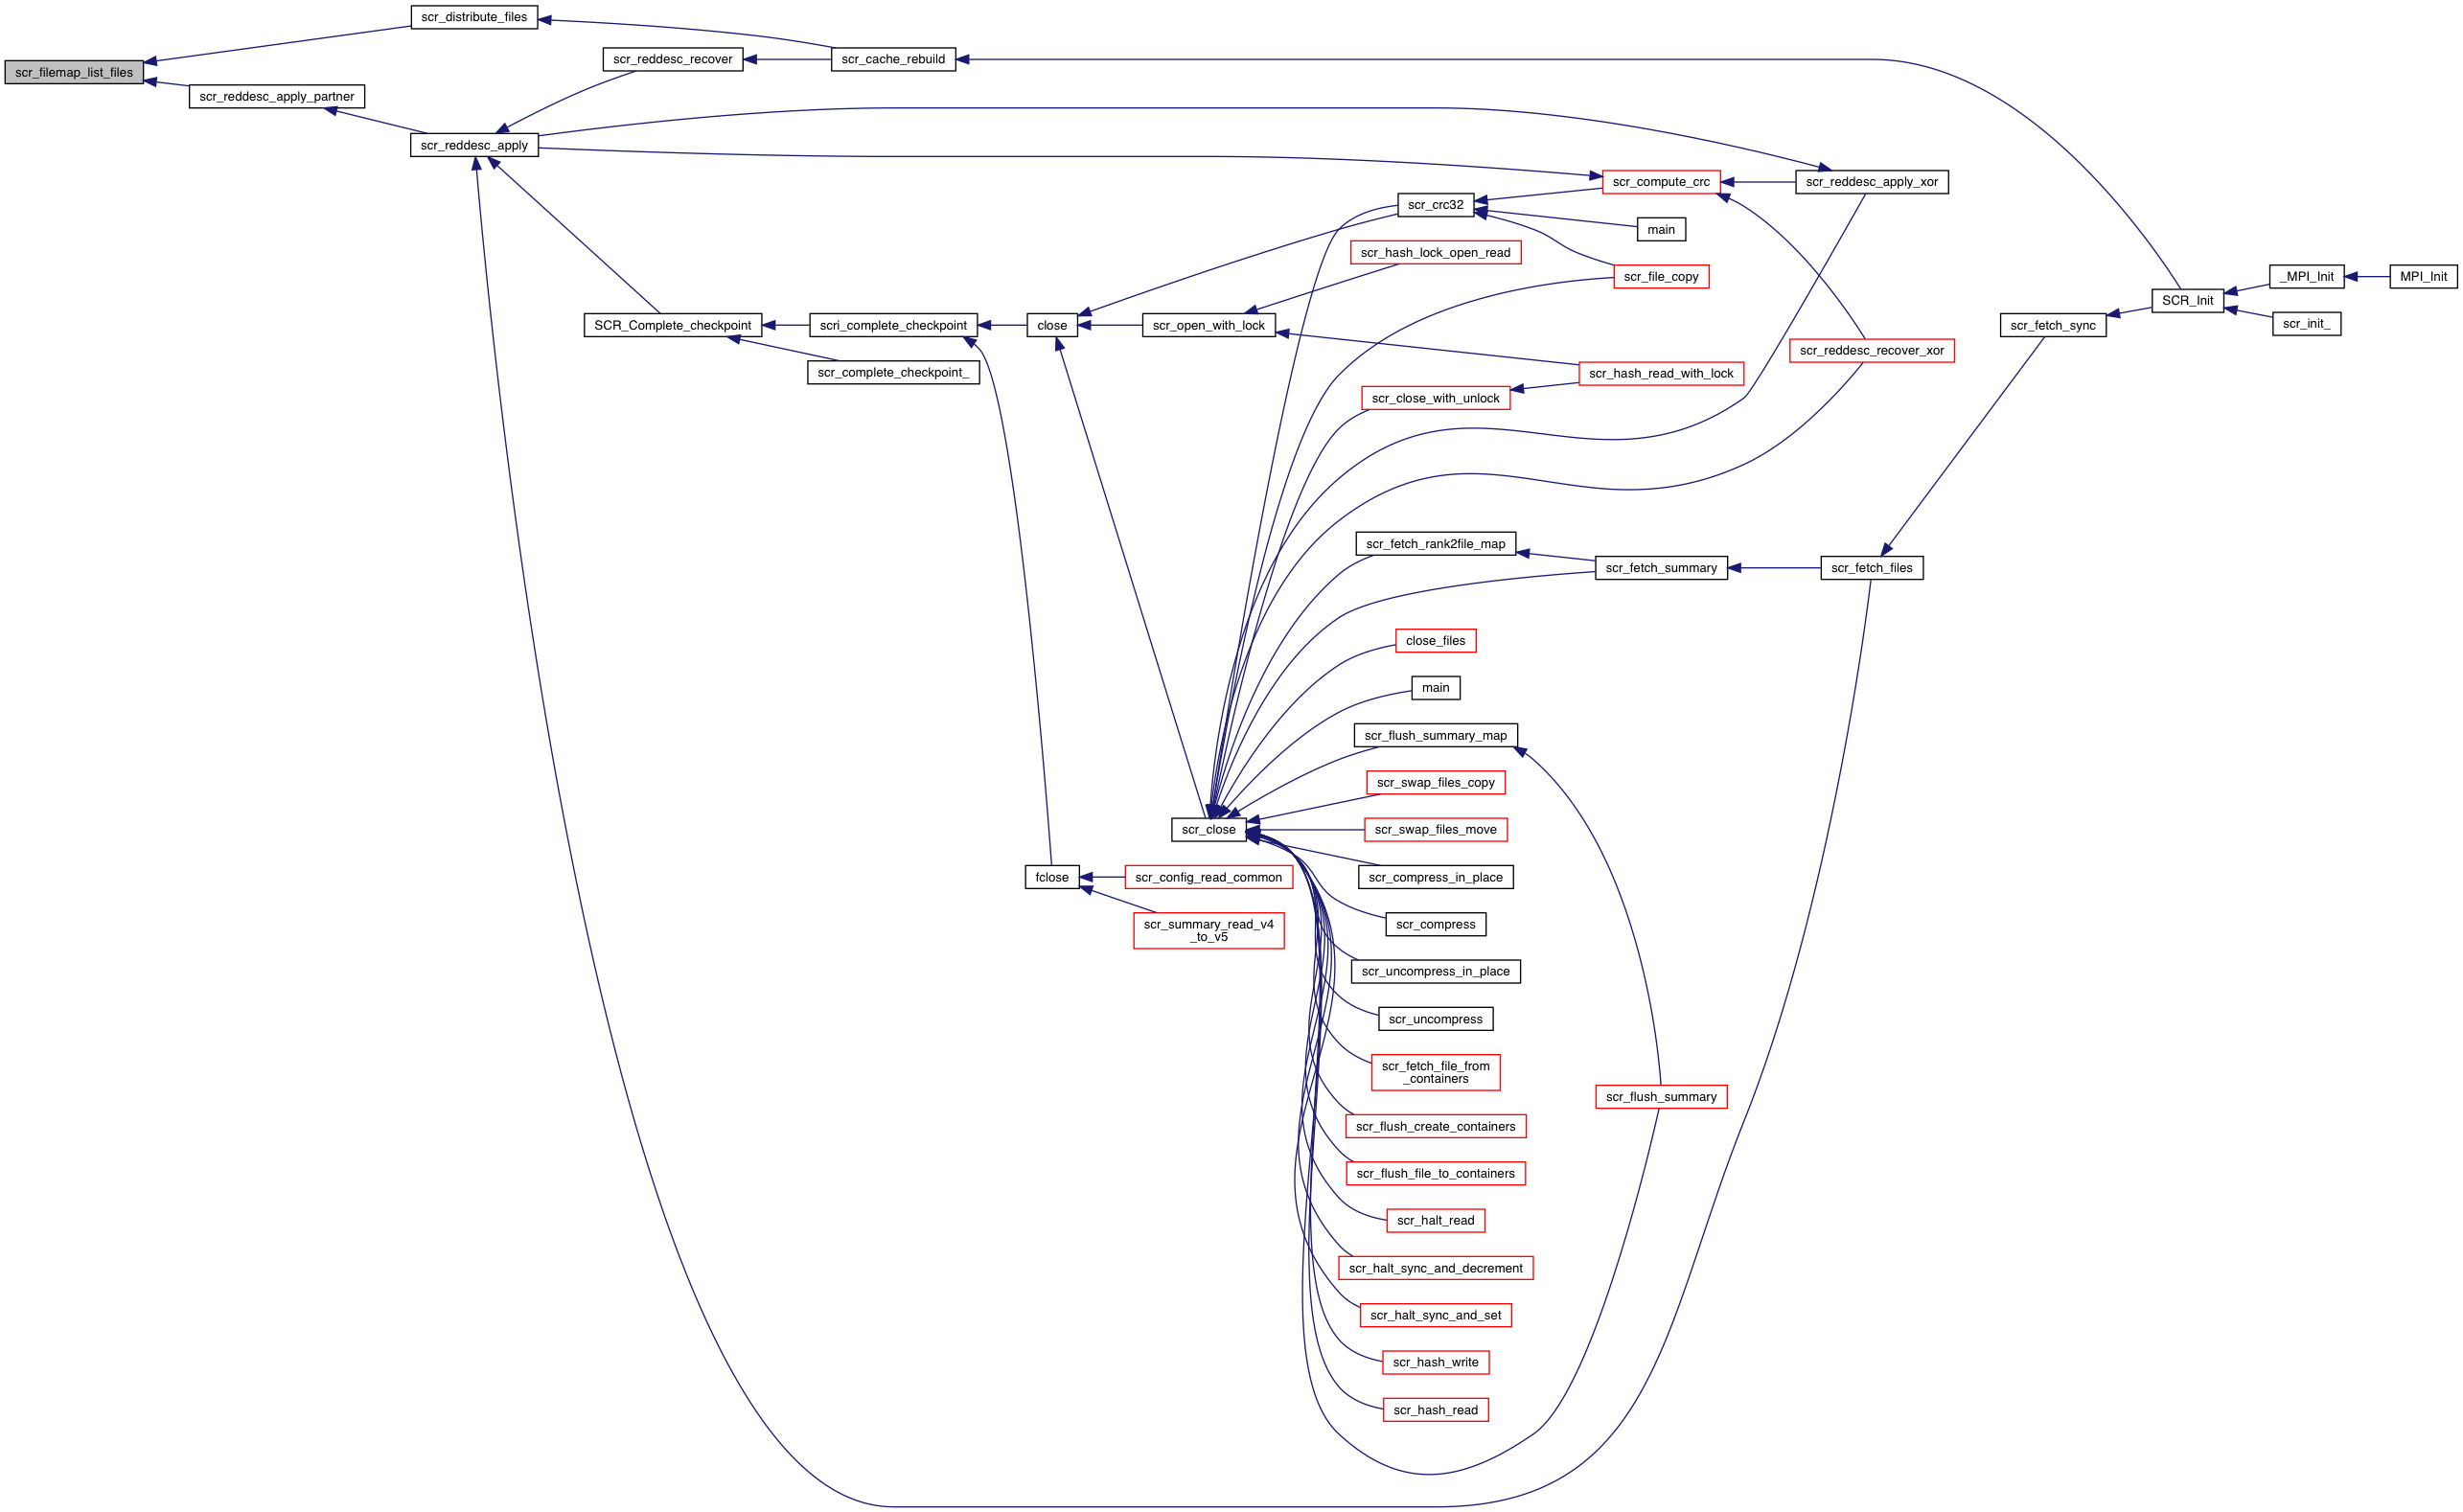 scr_filemap_list_files
scr_distribute_files
scr_reddesc_apply_partner
scr_reddesc_apply
scr_reddesc_recover
scr_cache_rebuild
SCR_Complete_checkpoint
scri_complete_checkpoint
scr_complete_checkpoint_
close
fclose
scr_open_with_lock
scr_close
scr_config_read_common
scr_summary_read_v4
_to_v5
scr_crc32
scr_hash_lock_open_read
scr_close_with_unlock
scr_fetch_rank2file_map
close_files
main
scr_flush_summary_map
scr_swap_files_copy
scr_swap_files_move
scr_compress_in_place
scr_compress
scr_uncompress_in_place
scr_uncompress
scr_fetch_file_from
_containers
scr_flush_create_containers
scr_flush_file_to_containers
scr_halt_read
scr_halt_sync_and_decrement
scr_halt_sync_and_set
scr_hash_write
scr_hash_read
scr_compute_crc
main
scr_file_copy
scr_hash_read_with_lock
scr_fetch_summary
scr_flush_summary
scr_reddesc_apply_xor
scr_reddesc_recover_xor
scr_fetch_files
scr_fetch_sync
SCR_Init
_MPI_Init
scr_init_
MPI_Init